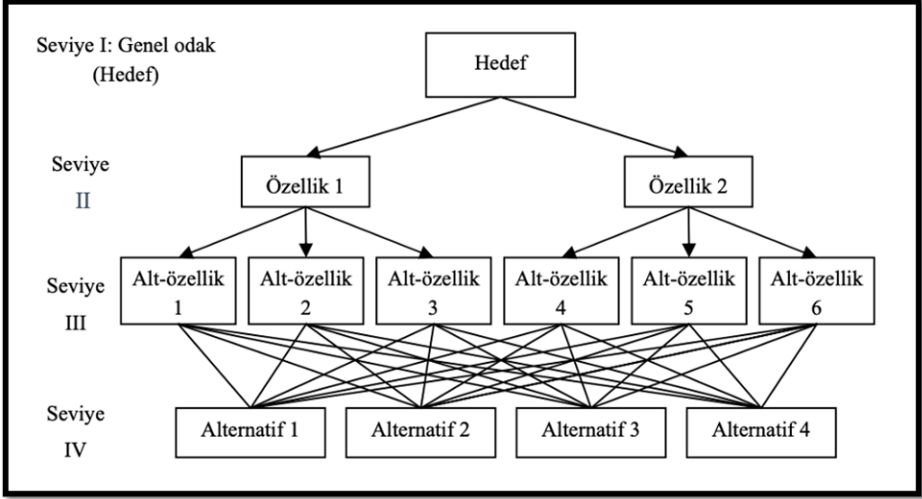 Seviye I: Genel odak
(Hedef)
Hedef
Seviye
II
Özellik 1
Özellik 2
Seviye
III
Alt-özellik
1
Alt-özellik
2
Alt-özellik
3
Alt-özellik
4
Alt-özellik
5
Alt-özellik
6
Seviye
IV
Alternatif 1
Alternatif 2
Alternatif 3
Alternatif 4